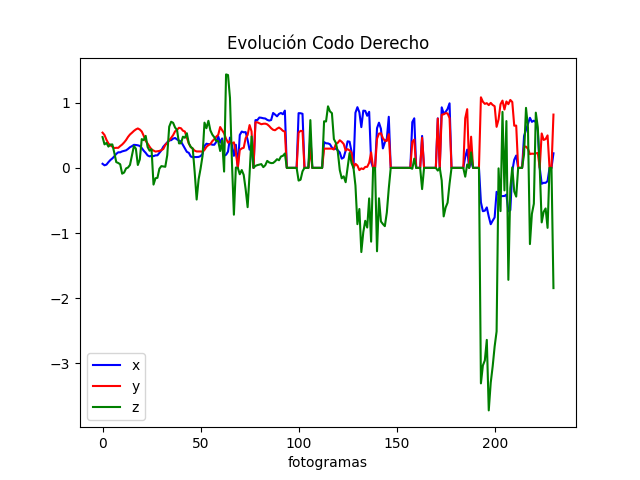 Evolución Codo Derecho
1
0
−1
−2
−3
x
y
z
0 50 100 150 200
fotogramas